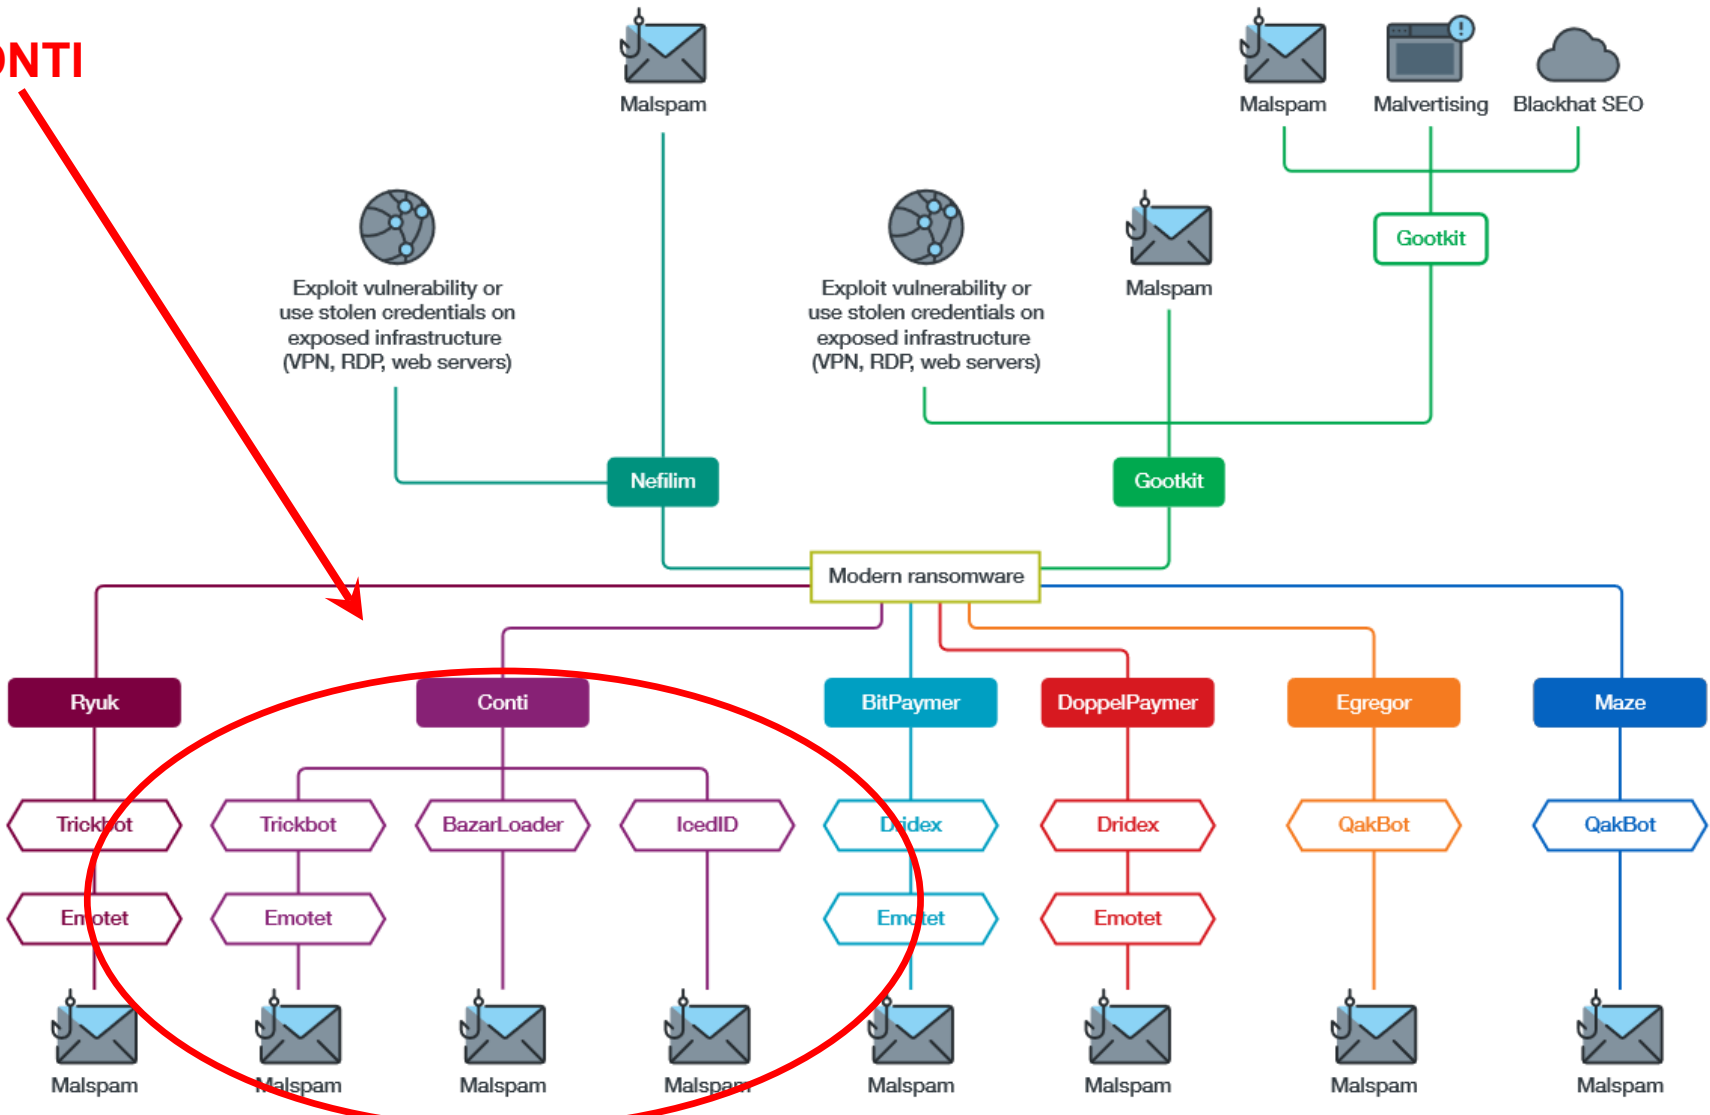 ONTI
Malspam
Malspam
Malvertising
Blackhat SEO
Gootkit
Exploit vulnerability or
use stolen credentials on
exposed infrastructure
(VPN, RDP, web servers)
Exploit vulnerability or
use stolen credentials on
exposed infrastructure
(VPN, RDP, web servers)
Malspam
Nefilim
Gootkit
Modern ransomware
Ryuk
Conti
BitPaymer
DoppelPaymer
Egregor
Maze
Trickbot
Trickbot
BazarLoader
IcedID
Dridex
Dridex
QakBot
QakBot
Emotet
Emotet
Emotet
Emotet
Malspam
Malspam
Malspam
Malspam
Malspam
Malspam
Malspam
Malspam